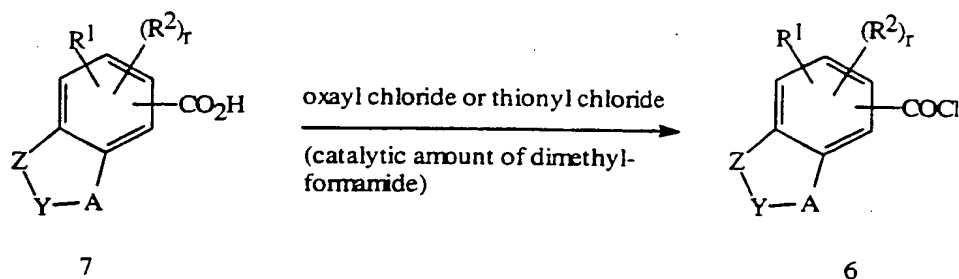 R¹ (R²)r
CO₂H
Z
Y A
7
oxayl chloride or thionyl chloride
(catalytic amount of dimethyl-
formamide)
R¹ (R²)r
COCl
Z
Y A
6